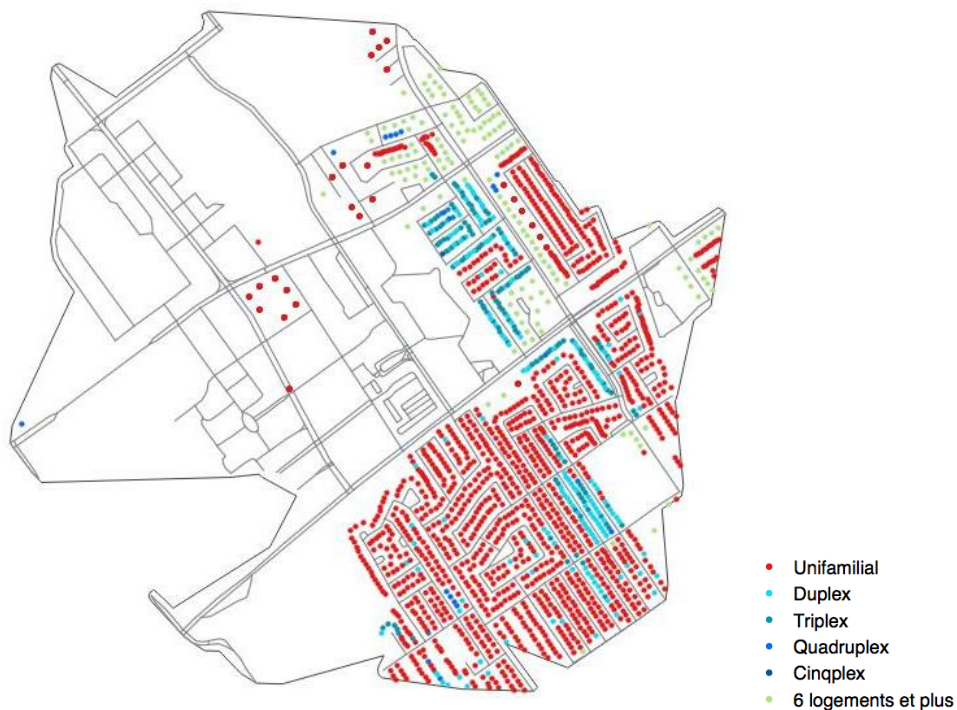 Unifamilial
Duplex
Triplex
Quadruplex
Cinqplex
6 logements et plus